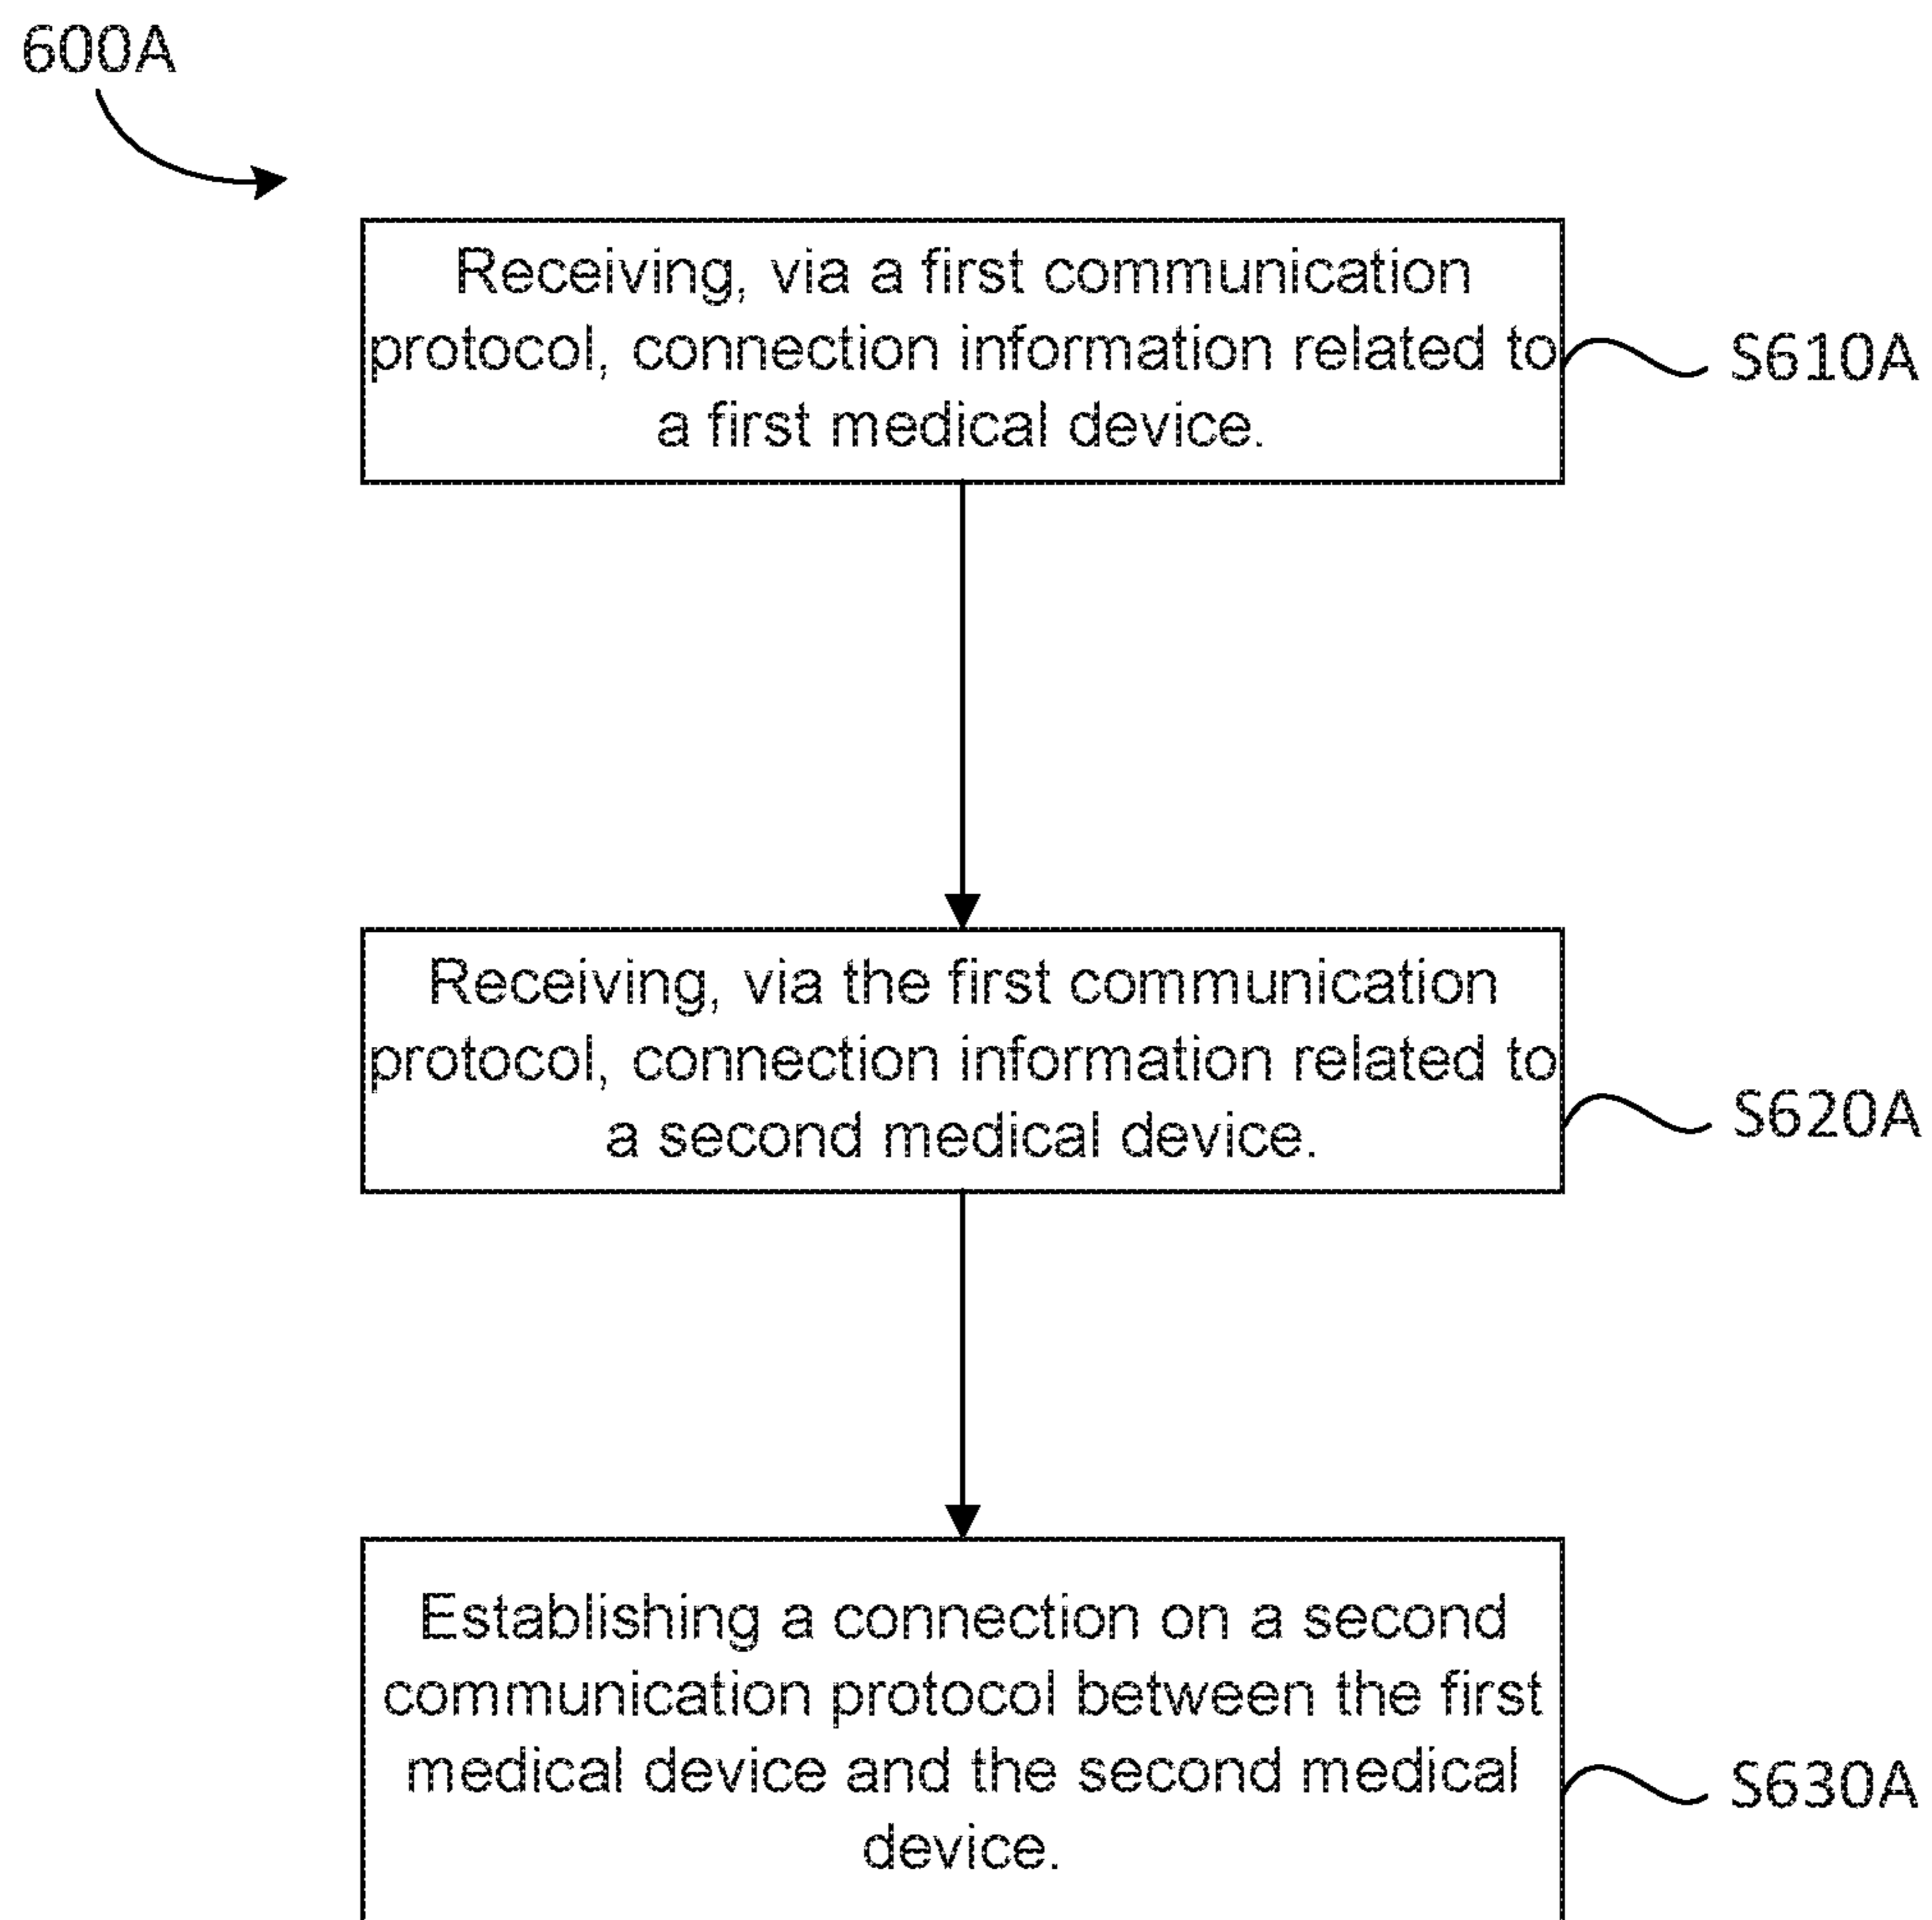 600A
Receiving, via a first communication
protocol, connection information related to
a first medical device.
S610A
Receiving, via the first communication
protocol, connection information related to
a second medical device.
S620A
Establishing a connection on a second
communication protocol between the first
medical device and the second medical
device.
S630A